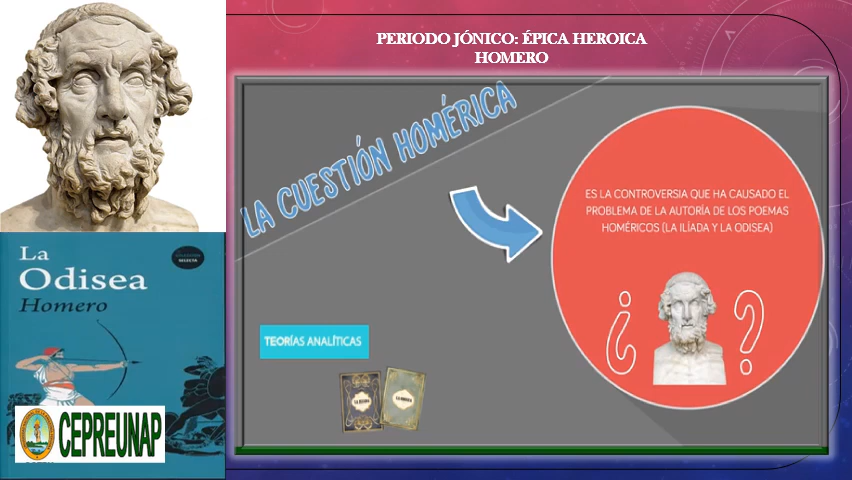 PERIODO JÓNICO: ÉPICA HEROICA
HOMERO
LA CUESTIÓN HOMÉRICA
ES LA CONTROVERSIA QUE HA CAUSADO EL
PROBLEMA DE LA AUTORÍA DE LOS POEMAS
HOMÉRICOS (LA ILÍADA Y LA ODISEA)
¿ ?
TEORÍAS ANALÍTICAS
La
Odisea
Homero
SELECTA
CEPREUNAP